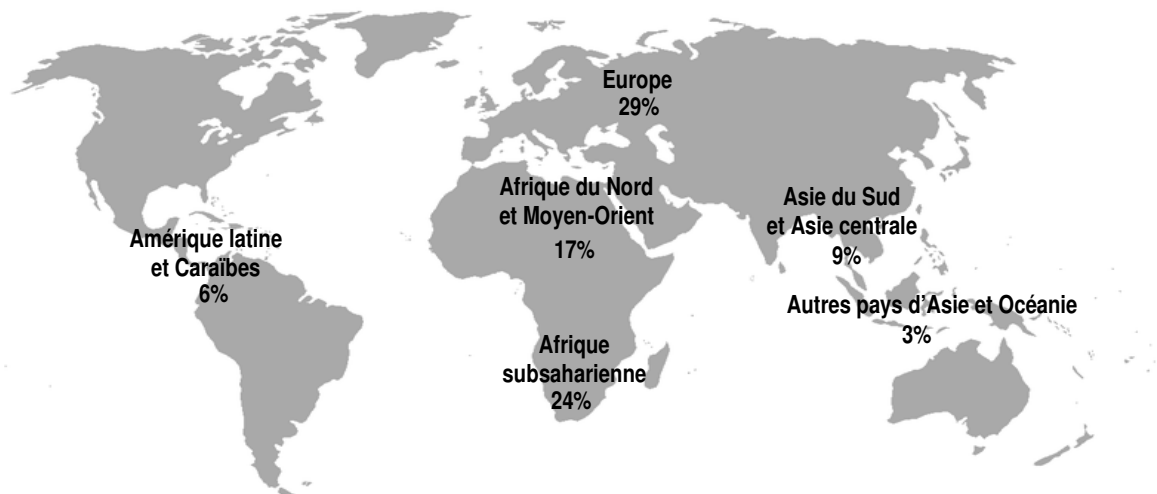 Europe
29%
Afrique du Nord
et Moyen-Orient
17%
Asie du Sud
et Asie centrale
9%
Amérique latine
et Caraïbes
6%
Autres pays d'Asie et Océanie
3%
Afrique
subsaharienne
24%